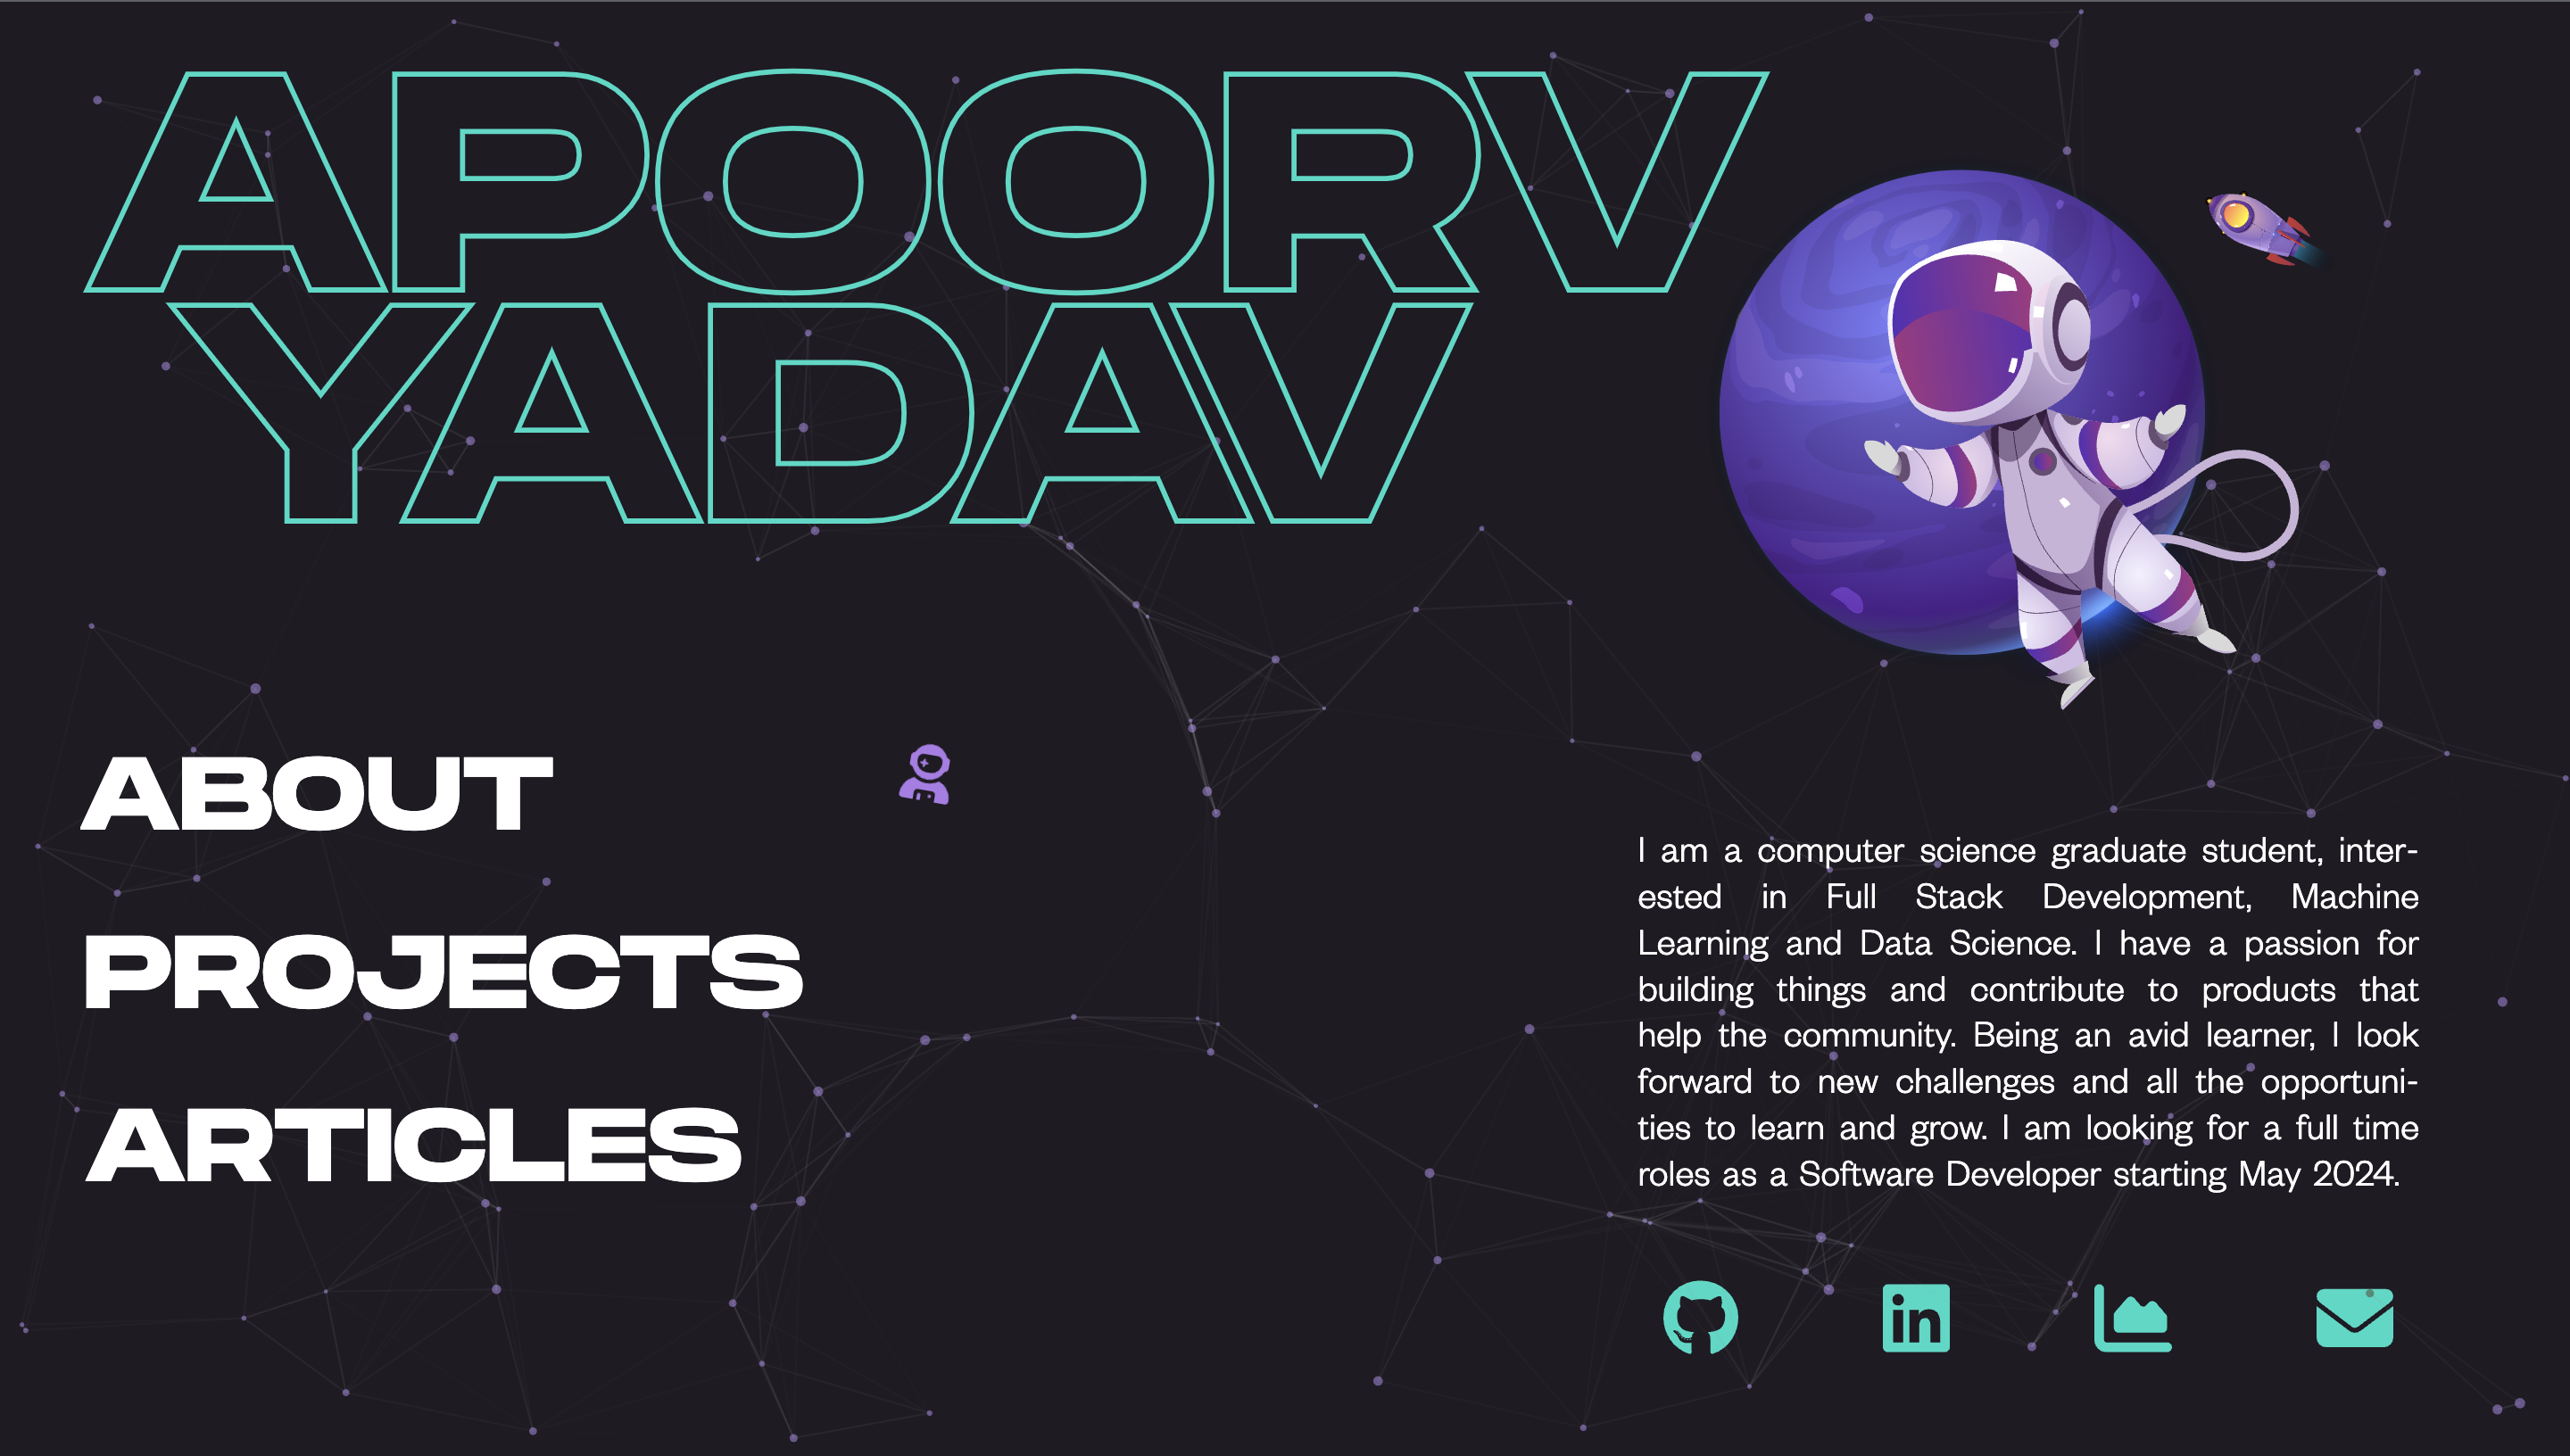 APOORV
YADAV
ABOUT
PROJECTS
ARTICLES
I am a computer science graduate student, inter-
ested in Full Stack Development, Machine
Learning and Data Science. I have a passion for
building things and contribute to products that
help the community. Being an avid learner, I look
forward to new challenges and all the opportuni-
ties to learn and grow. I am looking for a full time
roles as a Software Developer starting May 2024.
in